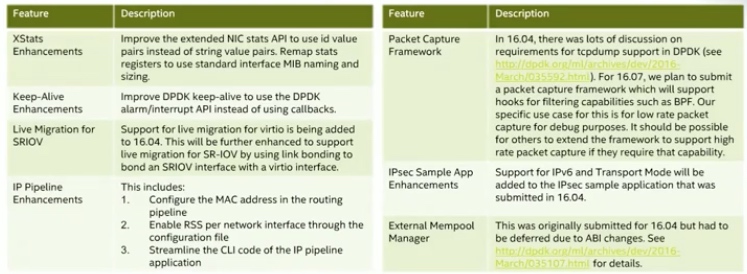 Feature Description
XStats Enhancements
Improve the extended NIC stats API to use id value
pairs instead of string value pairs. Remap stats
registers to use standard interface MIB naming and
sizing.
Keep-Alive
Enhancements
Improve DPDK keep-alive to use the DPDK
alarm/interrupt API instead of using callbacks.
Live Migration for
SRIOV
Support for live migration for virtio is being added
to 16.04. This will be further enhanced to support
live migration for SR-IOV by using link bonding to
bond an SRIOV interface with a virtio interface.
IP Pipeline
Enhancements
This includes:
1. Configure the MAC address in the routing
pipeline
2. Enable RSS per network interface through the
configuration file
3. Streamline the CLI code of the IP pipeline
application
Feature Description
Packet Capture
Framework
In 16.04, there was lots of discussion on
requirements for tcpdump support in DPDK (see
http://dpdk.org/ml/archives/dev/2016-
March/035592.html). For 16.07, we plan to submit
a packet capture framework which will support
hooks for filtering capabilities such as BPF. Our
specific use case for this is for low rate packet
capture for debug purposes. It should be possible
for others to extend the framework to support high
rate packet capture if they require that capability.
IPsec Sample App
Enhancements
Support for IPv6 and Transport Mode will be
added to the IPsec sample application that was
submitted in 16.04.
External Mempool
Manager
This was originally submitted for 16.04 but had to
be deferred due to ABI changes. See
http://dpdk.org/ml/archives/dev/2016-
March/035107.html for details.